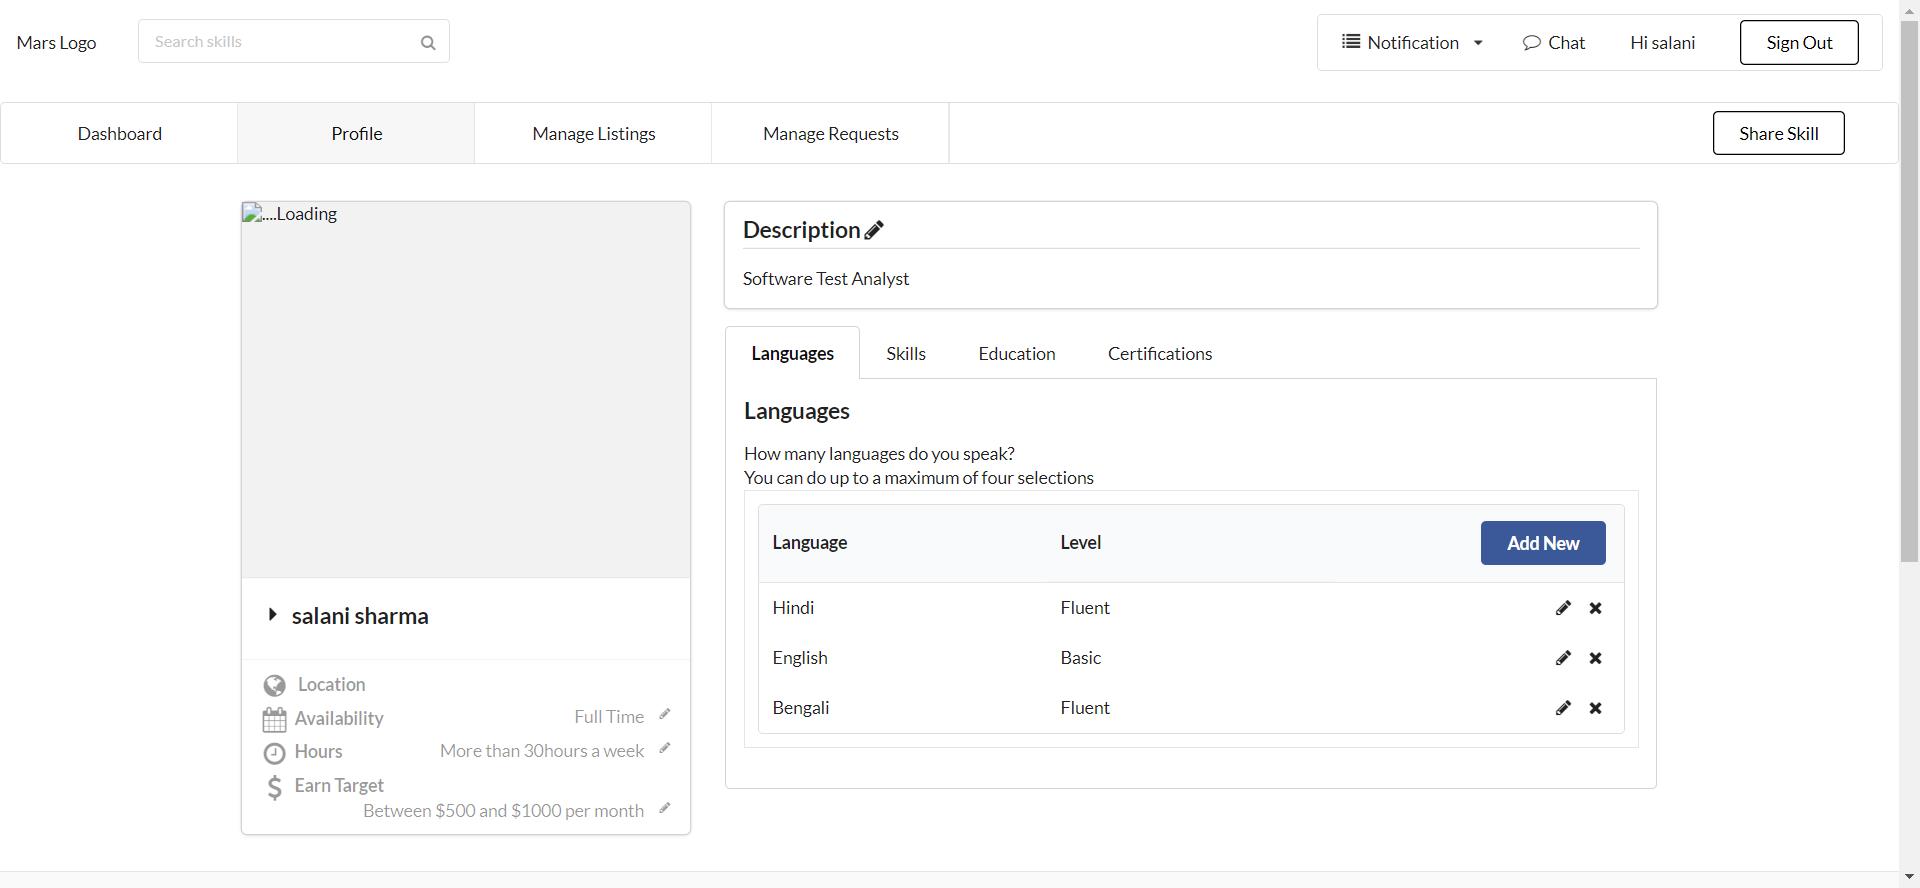 Mars Logo
Search skills
Notification
Chat
Hi salani
Sign Out
Dashboard
Profile
Manage Listings
Manage Requests
Share Skill
....Loading
salani sharma
Location
Availability
Full Time
Hours
More than 30hours a week
Earn Target
Between $500 and $1000 per month
Description
Software Test Analyst
Languages
Skills
Education
Certifications
Languages
How many languages do you speak?
You can do up to a maximum of four selections
Language
Level
Add New
Hindi
Fluent
English
Basic
Bengali
Fluent